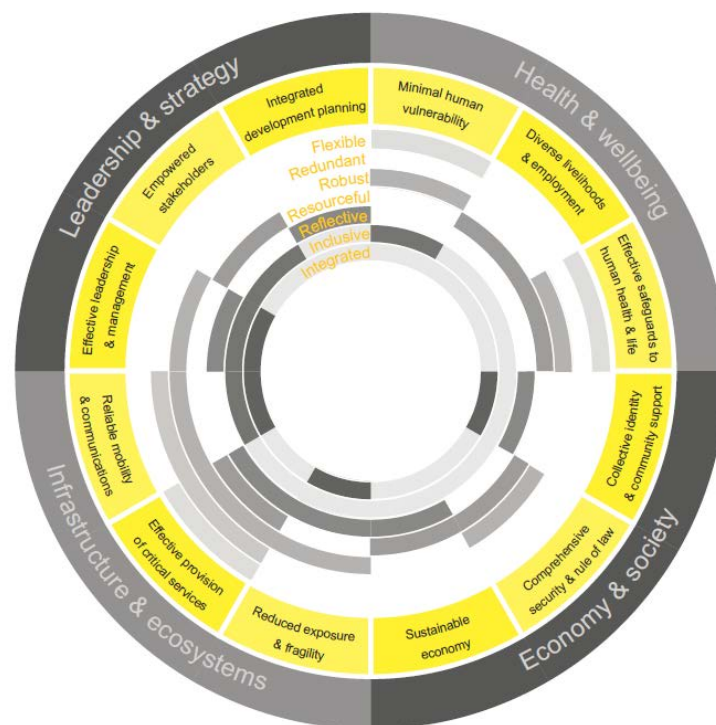 Leadership & strategy
Health & wellbeing
Integrated
development planning
Minimal human
vulnerability
Empowered
stakeholders
Diverse livelihoods
& employment
Effective leadership
& management
Effective safeguards to
human health & life
Flexible
Redundant
Robust
Resourceful
Reflective
Inclusive
Integrated
Reliable mobility
& communications
Collective identity
& community support
Effective provision
of critical services
Comprehensive
security & rule of law
Reduced exposure
& fragility
Sustainable
economy
Infrastructure & ecosystems
Economy & society